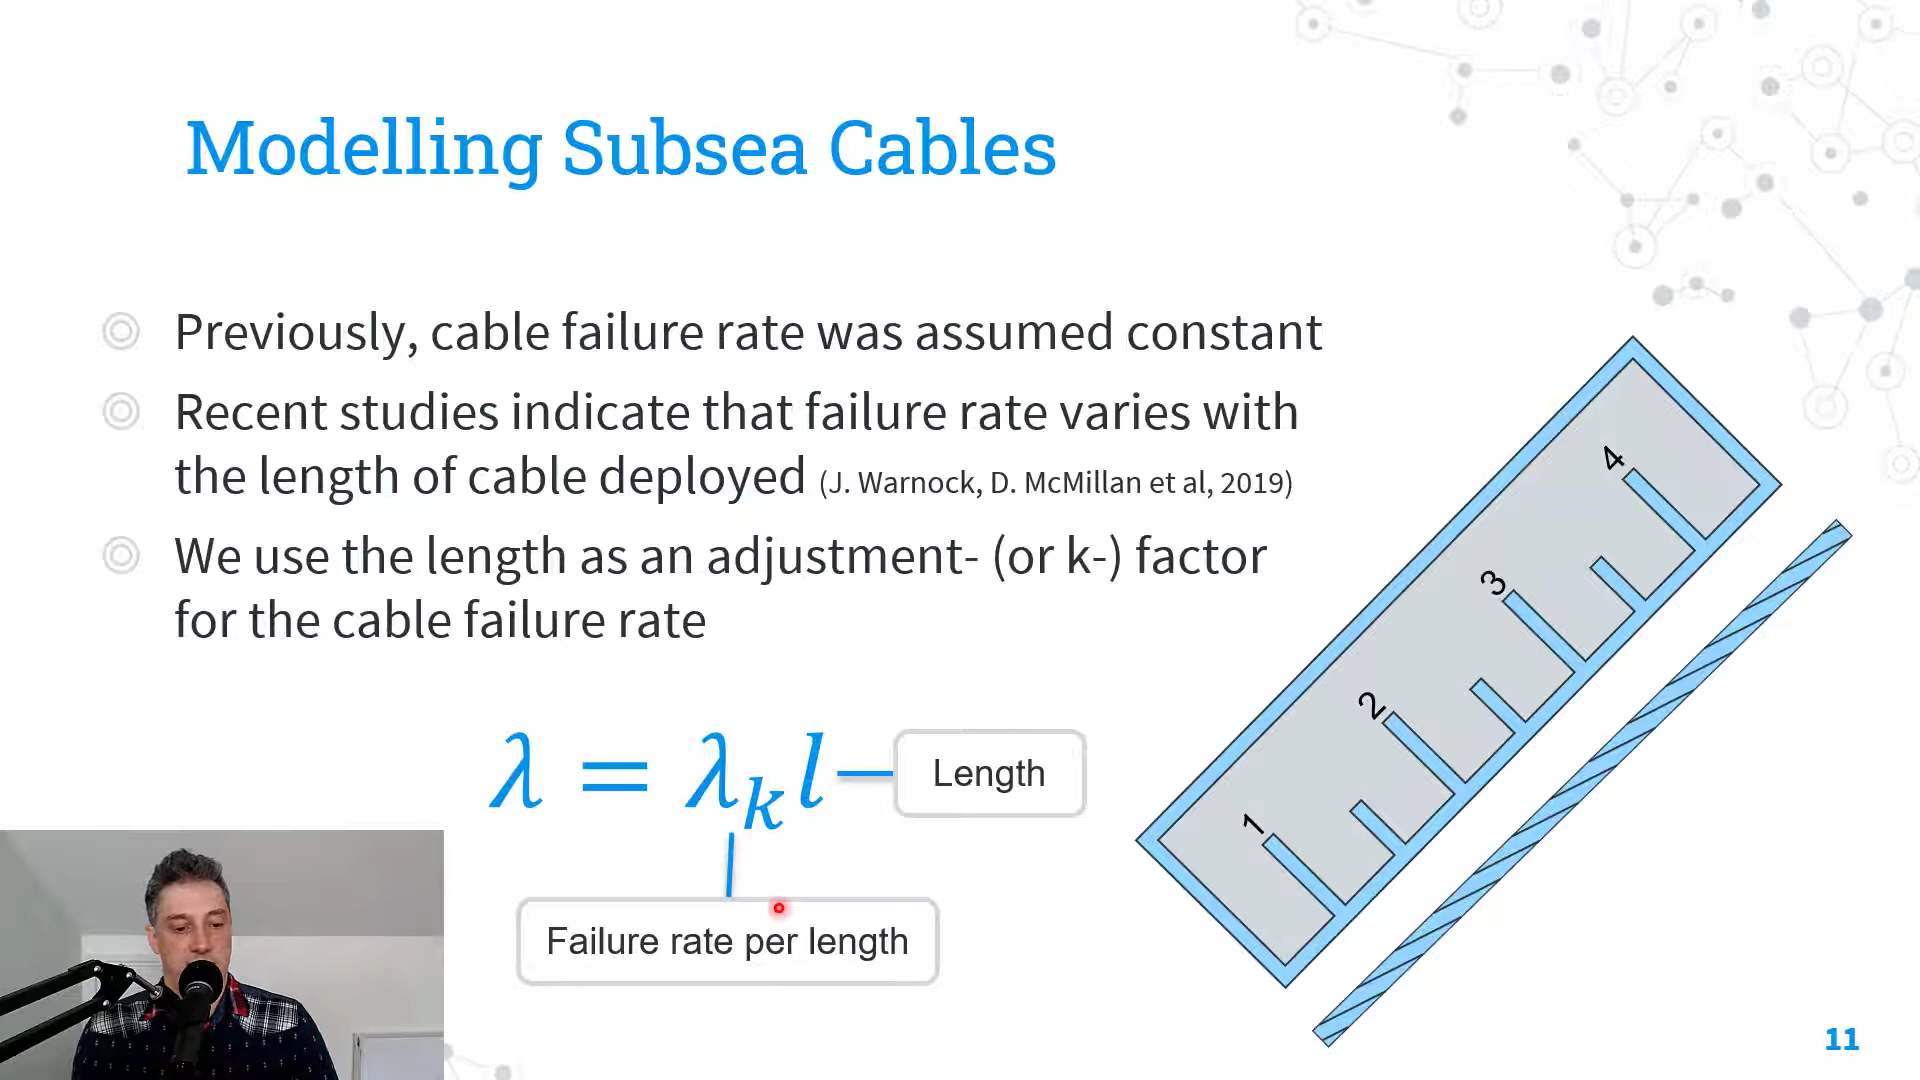 Modelling Subsea Cables
Previously, cable failure rate was assumed constant
Recent studies indicate that failure rate varies with
the length of cable deployed (J. Warnock, D. McMillan et al, 2019)
We use the length as an adjustment- (or k-) factor
for the cable failure rate
λ = λₖ l
Length
Failure rate per length
1
2
3
4
11